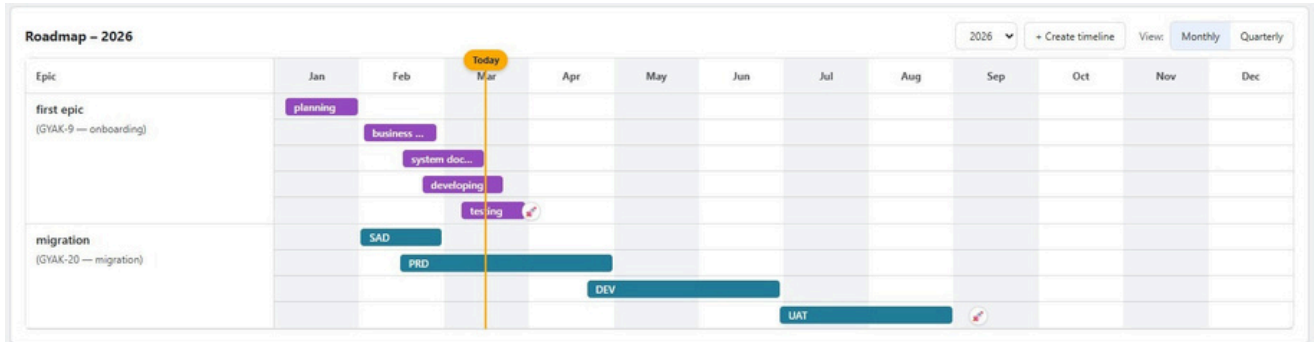 Roadmap – 2026
2026
+ Create timeline
View:
Monthly
Quarterly
Today
Epic
Jan
Feb
Mar
Apr
May
Jun
Jul
Aug
Sep
Oct
Nov
Dec
first epic
(GYAK-9 — onboarding)
planning
business ...
system doc...
developing
testing
migration
(GYAK-20 — migration)
SAD
PRD
DEV
UAT